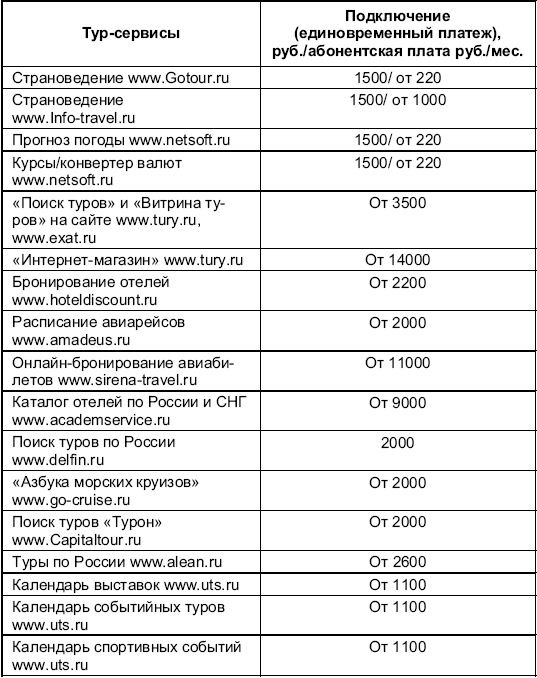 Тур-сервисы
Подключение
(единовременный платеж),
руб./абонентская плата руб./мес.
Страноведение www.Gotour.ru
1500/ от 220
Страноведение
www.Info-travel.ru
1500/ от 1000
Прогноз погоды www.netsoft.ru
1500/ от 220
Курсы/конвертер валют
www.netsoft.ru
1500/ от 220
«Поиск туров» и «Витрина ту-
ров» на сайте www.tury.ru,
www.exat.ru
От 3500
«Интернет-магазин» www.tury.ru
От 14000
Бронирование отелей
www.hoteldiscount.ru
От 2200
Расписание авиарейсов
www.amadeus.ru
От 2000
Онлайн-бронирование авиаби-
летов www.sirena-travel.ru
От 11000
Каталог отелей по России и СНГ
www.academservice.ru
От 9000
Поиск туров по России
www.delfin.ru
2000
«Азбука морских круизов»
www.go-cruise.ru
От 2000
Поиск туров «Турон»
www.Capitaltour.ru
От 2000
Туры по России www.alean.ru
От 2600
Календарь выставок www.uts.ru
От 1100
Календарь событийных туров
www.uts.ru
От 1100
Календарь спортивных событий
www.uts.ru
От 1100